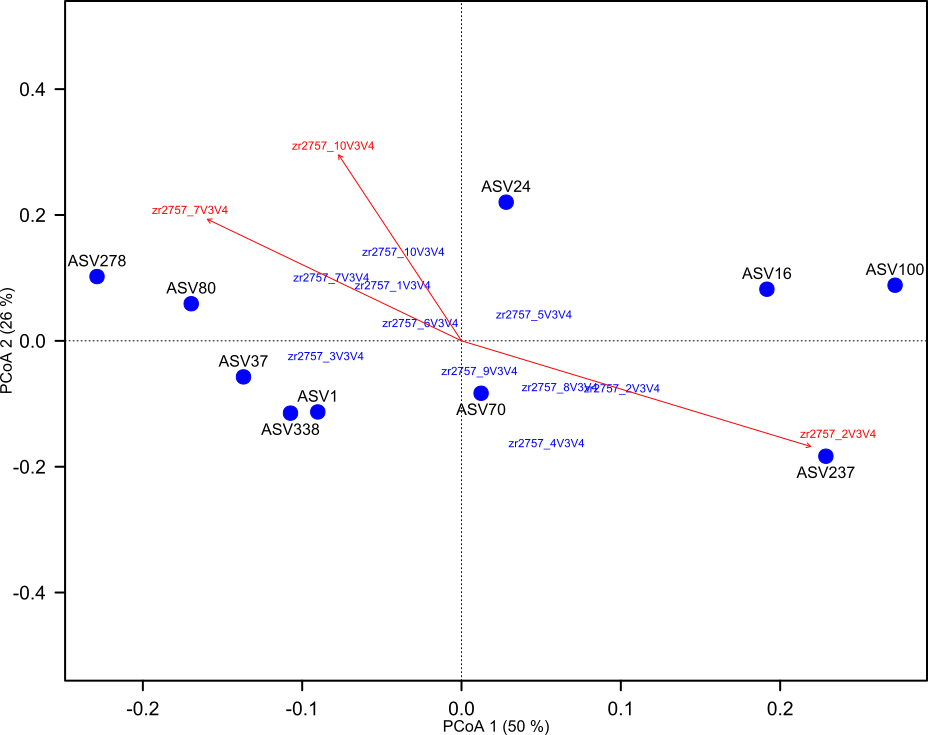 0.4
zr2757_10V3V4
ASV24
0.2
zr2757_7V3V4
zr2757_10V3V4
ASV278
ASV100
ASV16
zr2757_7V3V4
zr2757_1V3V4
ASV80
zr2757_5V3V4
zr2757_6V3V4
0.0
zr2757_3V3V4
ASV37
zr2757_9V3V4
zr2757_8V3V4
zr2757_2V3V4
ASV1
ASV70
ASV338
zr2757_2V3V4
zr2757_4V3V4
-0.2
ASV237
-0.4
PCoA 2 (26 %)
-0.2
-0.1
0.0
0.1
0.2
PCoA 1 (50 %)